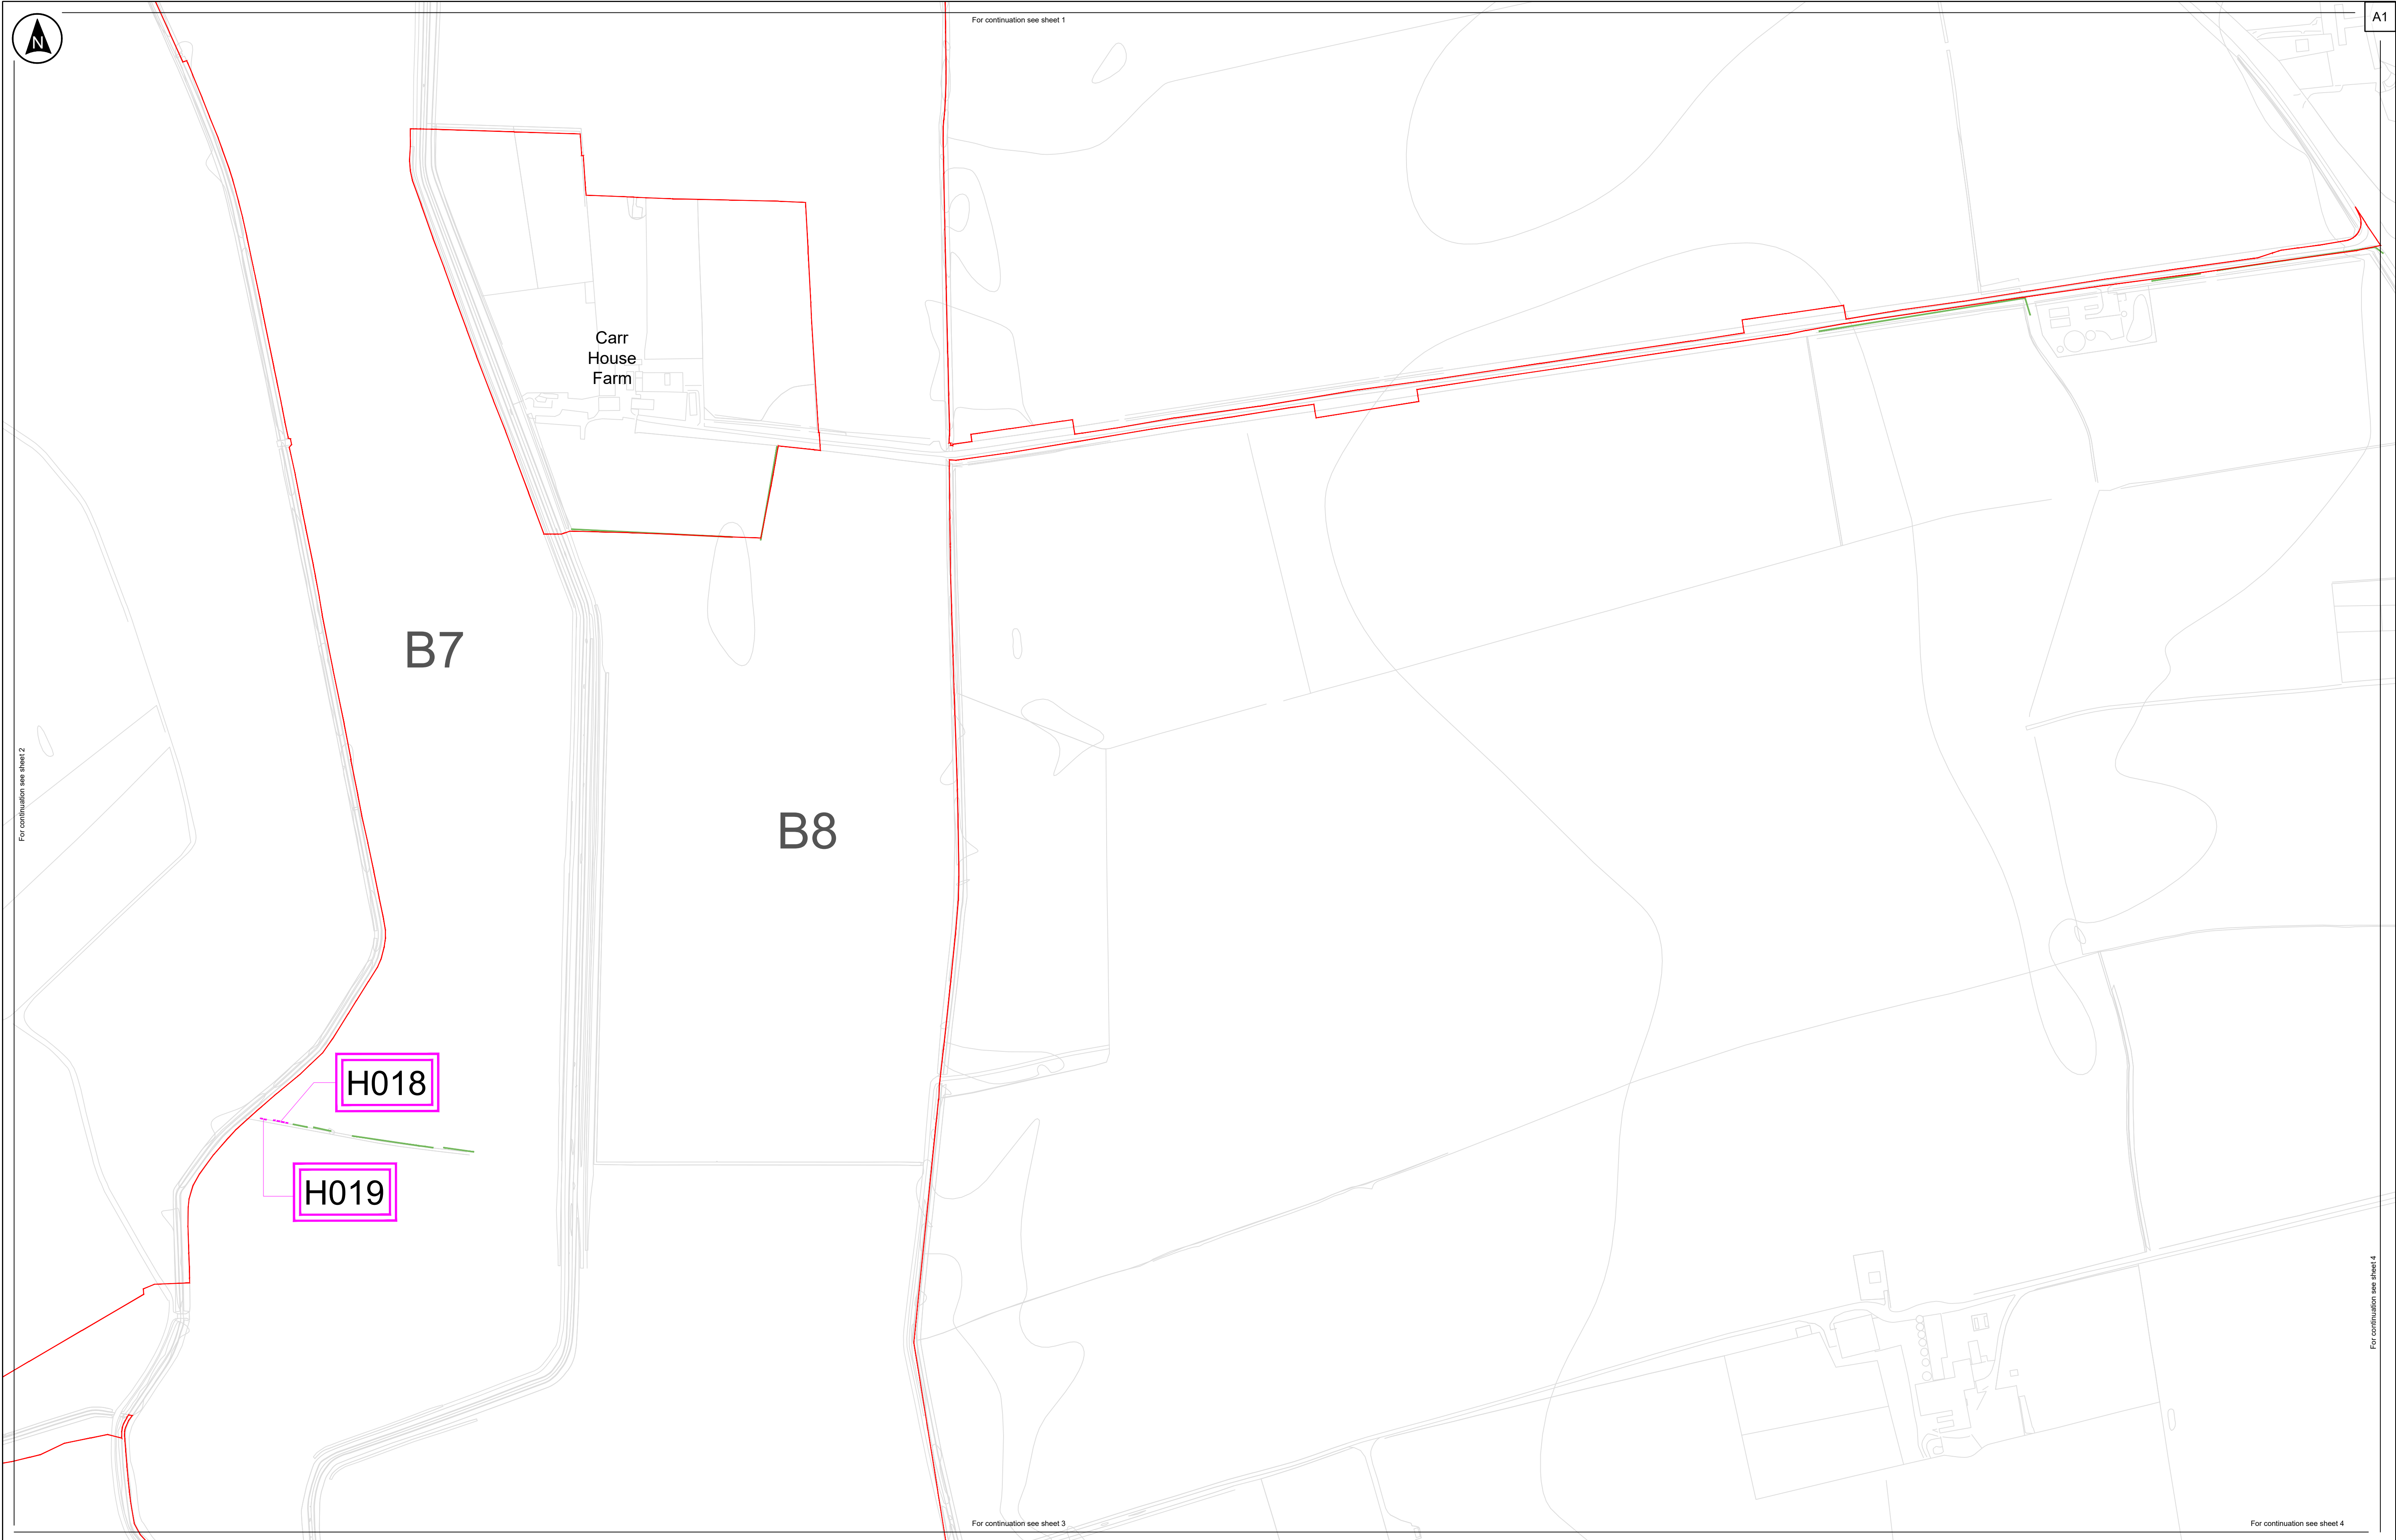 For continuation see sheet 1
A1
N
Carr
House
Farm
B7
For continuation see sheet 2
B8
H018
H019
For continuation see sheet 4
For continuation see sheet 3
For continuation see sheet 4